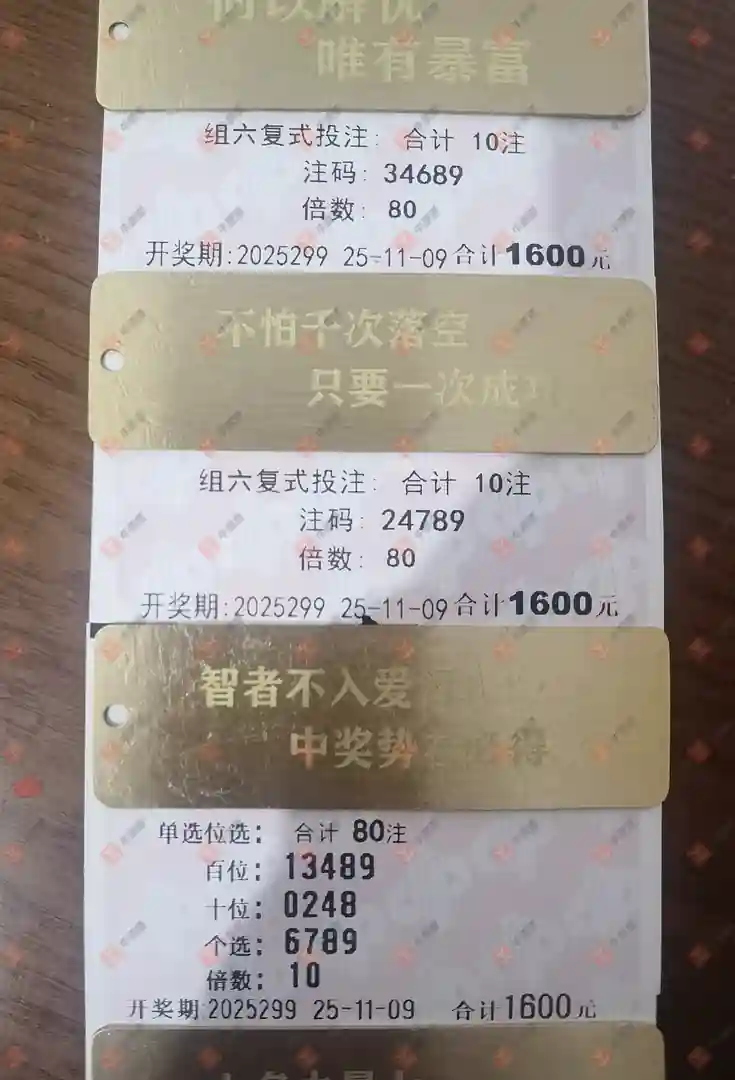 何以解忧
唯有暴富
组六复式投注: 合计 10注
注码: 34689
倍数: 80
开奖期:2025299 25-11-09 合计1600元
不怕千次落空
只要一次成
组六复式投注: 合计 10注
注码: 24789
倍数: 80
开奖期:2025299 25-11-09 合计1600元
智者不入爱
中奖势 必得
单选位选: 合计 80注
百位: 13489
十位: 0248
个选: 6789
倍数: 10
开奖期:2025299 25-11-09 合计1600元